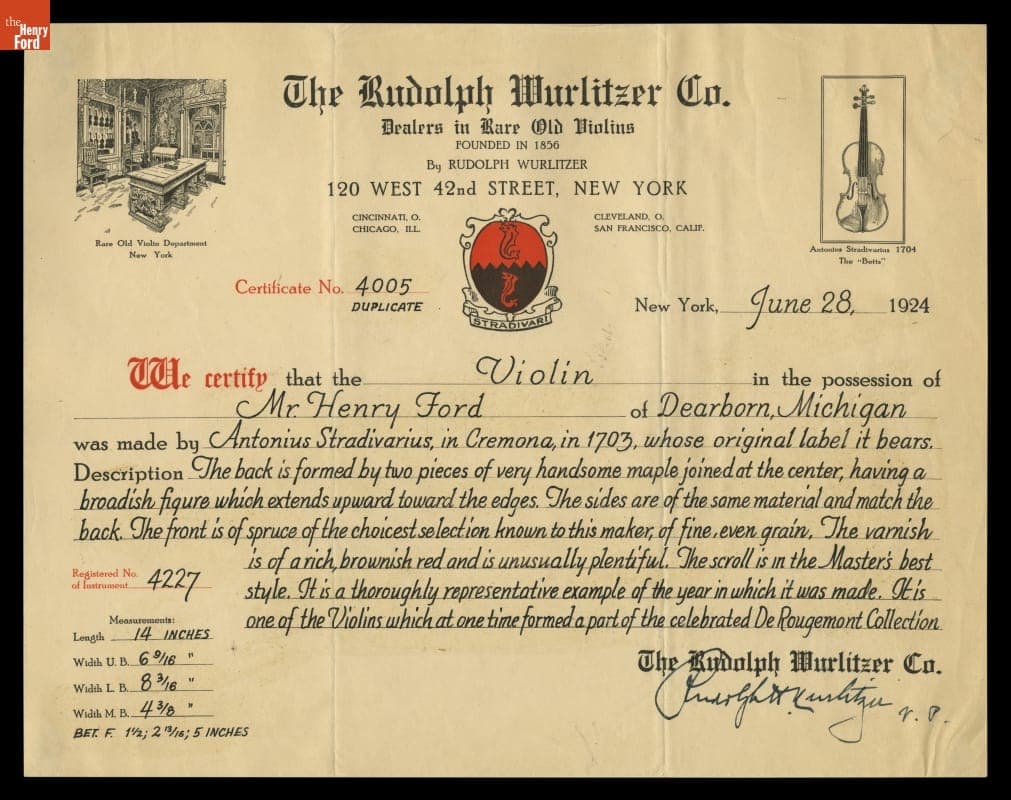 the
Henry
Ford
The Rudolph Wurlitzer Co.
Dealers in Rare Old Violins
FOUNDED IN 1856
By RUDOLPH WURLITZER
120 WEST 42nd STREET, NEW YORK
CINCINNATI, O.
CHICAGO, ILL.
CLEVELAND, O.
SAN FRANCISCO, CALIF.
Rare Old Violin Department
New York
Antonius Stradivarius 1704
The "Betts"
STRADIVARI
Certificate No. 4005
DUPLICATE
New York, June 28, 1924
We certify that the Violin in the possession of
Mr. Henry Ford of Dearborn, Michigan
was made by Antonius Stradivarius, in Cremona, in 1703, whose original label it bears.
Description The back is formed by two pieces of very handsome maple joined at the center, having a
broadish figure which extends upward toward the edges. The sides are of the same material and match the
back. The front is of spruce of the choicest selection known to this maker, of fine, even grain. The varnish
is of a rich, brownish red and is unusually plentiful. The scroll is in the Master's best
style. It is a thoroughly representative example of the year in which it was made. It is
one of the Violins which at one time formed a part of the celebrated De Rougemont Collection
Registered No.
of Instrument 4227
Measurements:
Length 14 INCHES
Width U. B. 6 9/16 "
Width L. B. 8 3/16 "
Width M. B. 4 3/8 "
BET. F. 1 1/2; 2 13/16; 5 INCHES
The Rudolph Wurlitzer Co.
Rudolph H. Wurlitzer V. P.